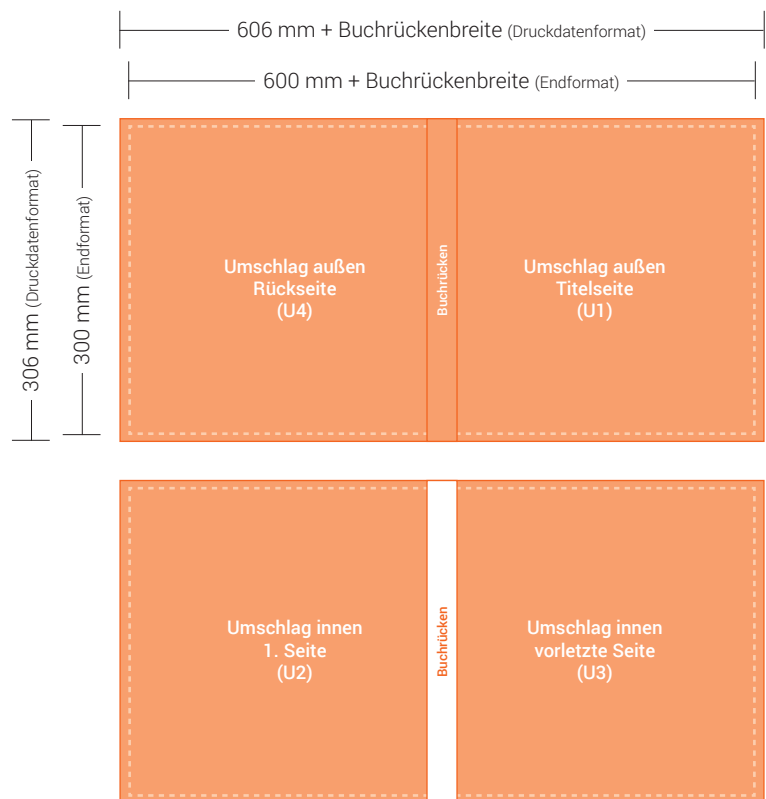 606 mm + Buchrückenbreite (Druckdatenformat)
600 mm + Buchrückenbreite (Endformat)
306 mm (Druckdatenformat)
300 mm (Endformat)
Umschlag außen
Rückseite
(U4)
Buchrücken
Umschlag außen
Titelseite
(U1)
Umschlag innen
1. Seite
(U2)
Buchrücken
Umschlag innen
vorletzte Seite
(U3)